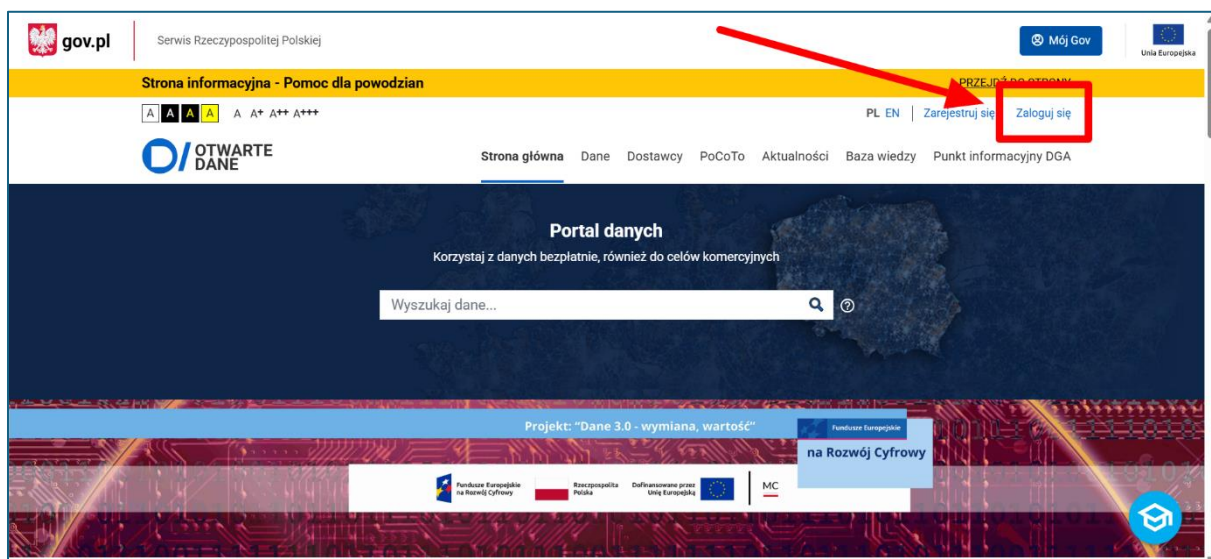 gov.pl
Serwis Rzeczypospolitej Polskiej
Mój Gov
Unia Europejska
Strona informacyjna - Pomoc dla powodzian
PRZEJDŹ DO STRONY
A A A A A A+ A++ A+++
PL EN Zarejestruj się Zaloguj się
OTWARTE
DANE
Strona główna Dane Dostawcy PoCoTo Aktualności Baza wiedzy Punkt informacyjny DGA
Portal danych
Korzystaj z danych bezpłatnie, również do celów komercyjnych
Wyszukaj dane...
Projekt: "Dane 3.0 - wymiana, wartość"
Fundusze Europejskie
na Rozwój Cyfrowy
Fundusze Europejskie
na Rozwój Cyfrowy
Rzeczpospolita
Polska
Dofinansowane przez
Unię Europejską
MC